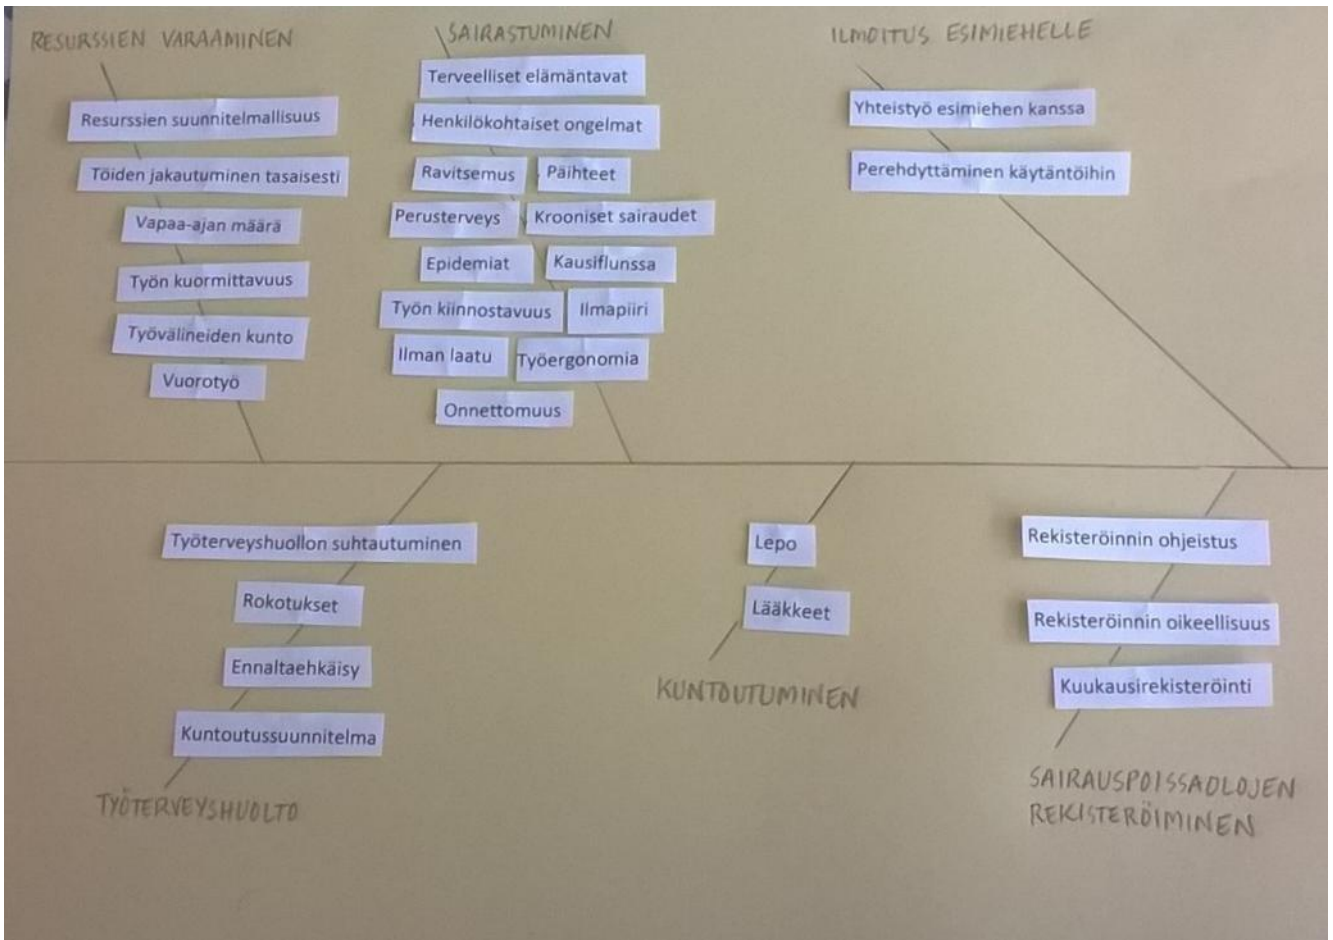 RESURSSIEN VARAAMINEN
Resurssien suunnitelmallisuus
Töiden jakautuminen tasaisesti
Vapaa-ajan määrä
Työn kuormittavuus
Työvälineiden kunto
Vuorotyö
SAIRASTUMINEN
Terveelliset elämäntavat
Henkilökohtaiset ongelmat
Ravitsemus
Päihteet
Perusterveys
Krooniset sairaudet
Epidemiat
Kausiflunssa
Työn kiinnostavuus
Ilmapiiri
Ilman laatu
Työergonomia
Onnettomuus
ILMOITUS ESIMIEHELLE
Yhteistyö esimiehen kanssa
Perehdyttäminen käytäntöihin
Työterveyshuollon suhtautuminen
Rokotukset
Ennaltaehkäisy
Kuntoutussuunnitelma
TYÖTERVEYSHUOLTO
Lepo
Lääkkeet
KUNTOUTUMINEN
Rekisteröinnin ohjeistus
Rekisteröinnin oikeellisuus
Kuukausirekisteröinti
SAIRAUSPOISSAOLOJEN
REKISTERÖIMINEN